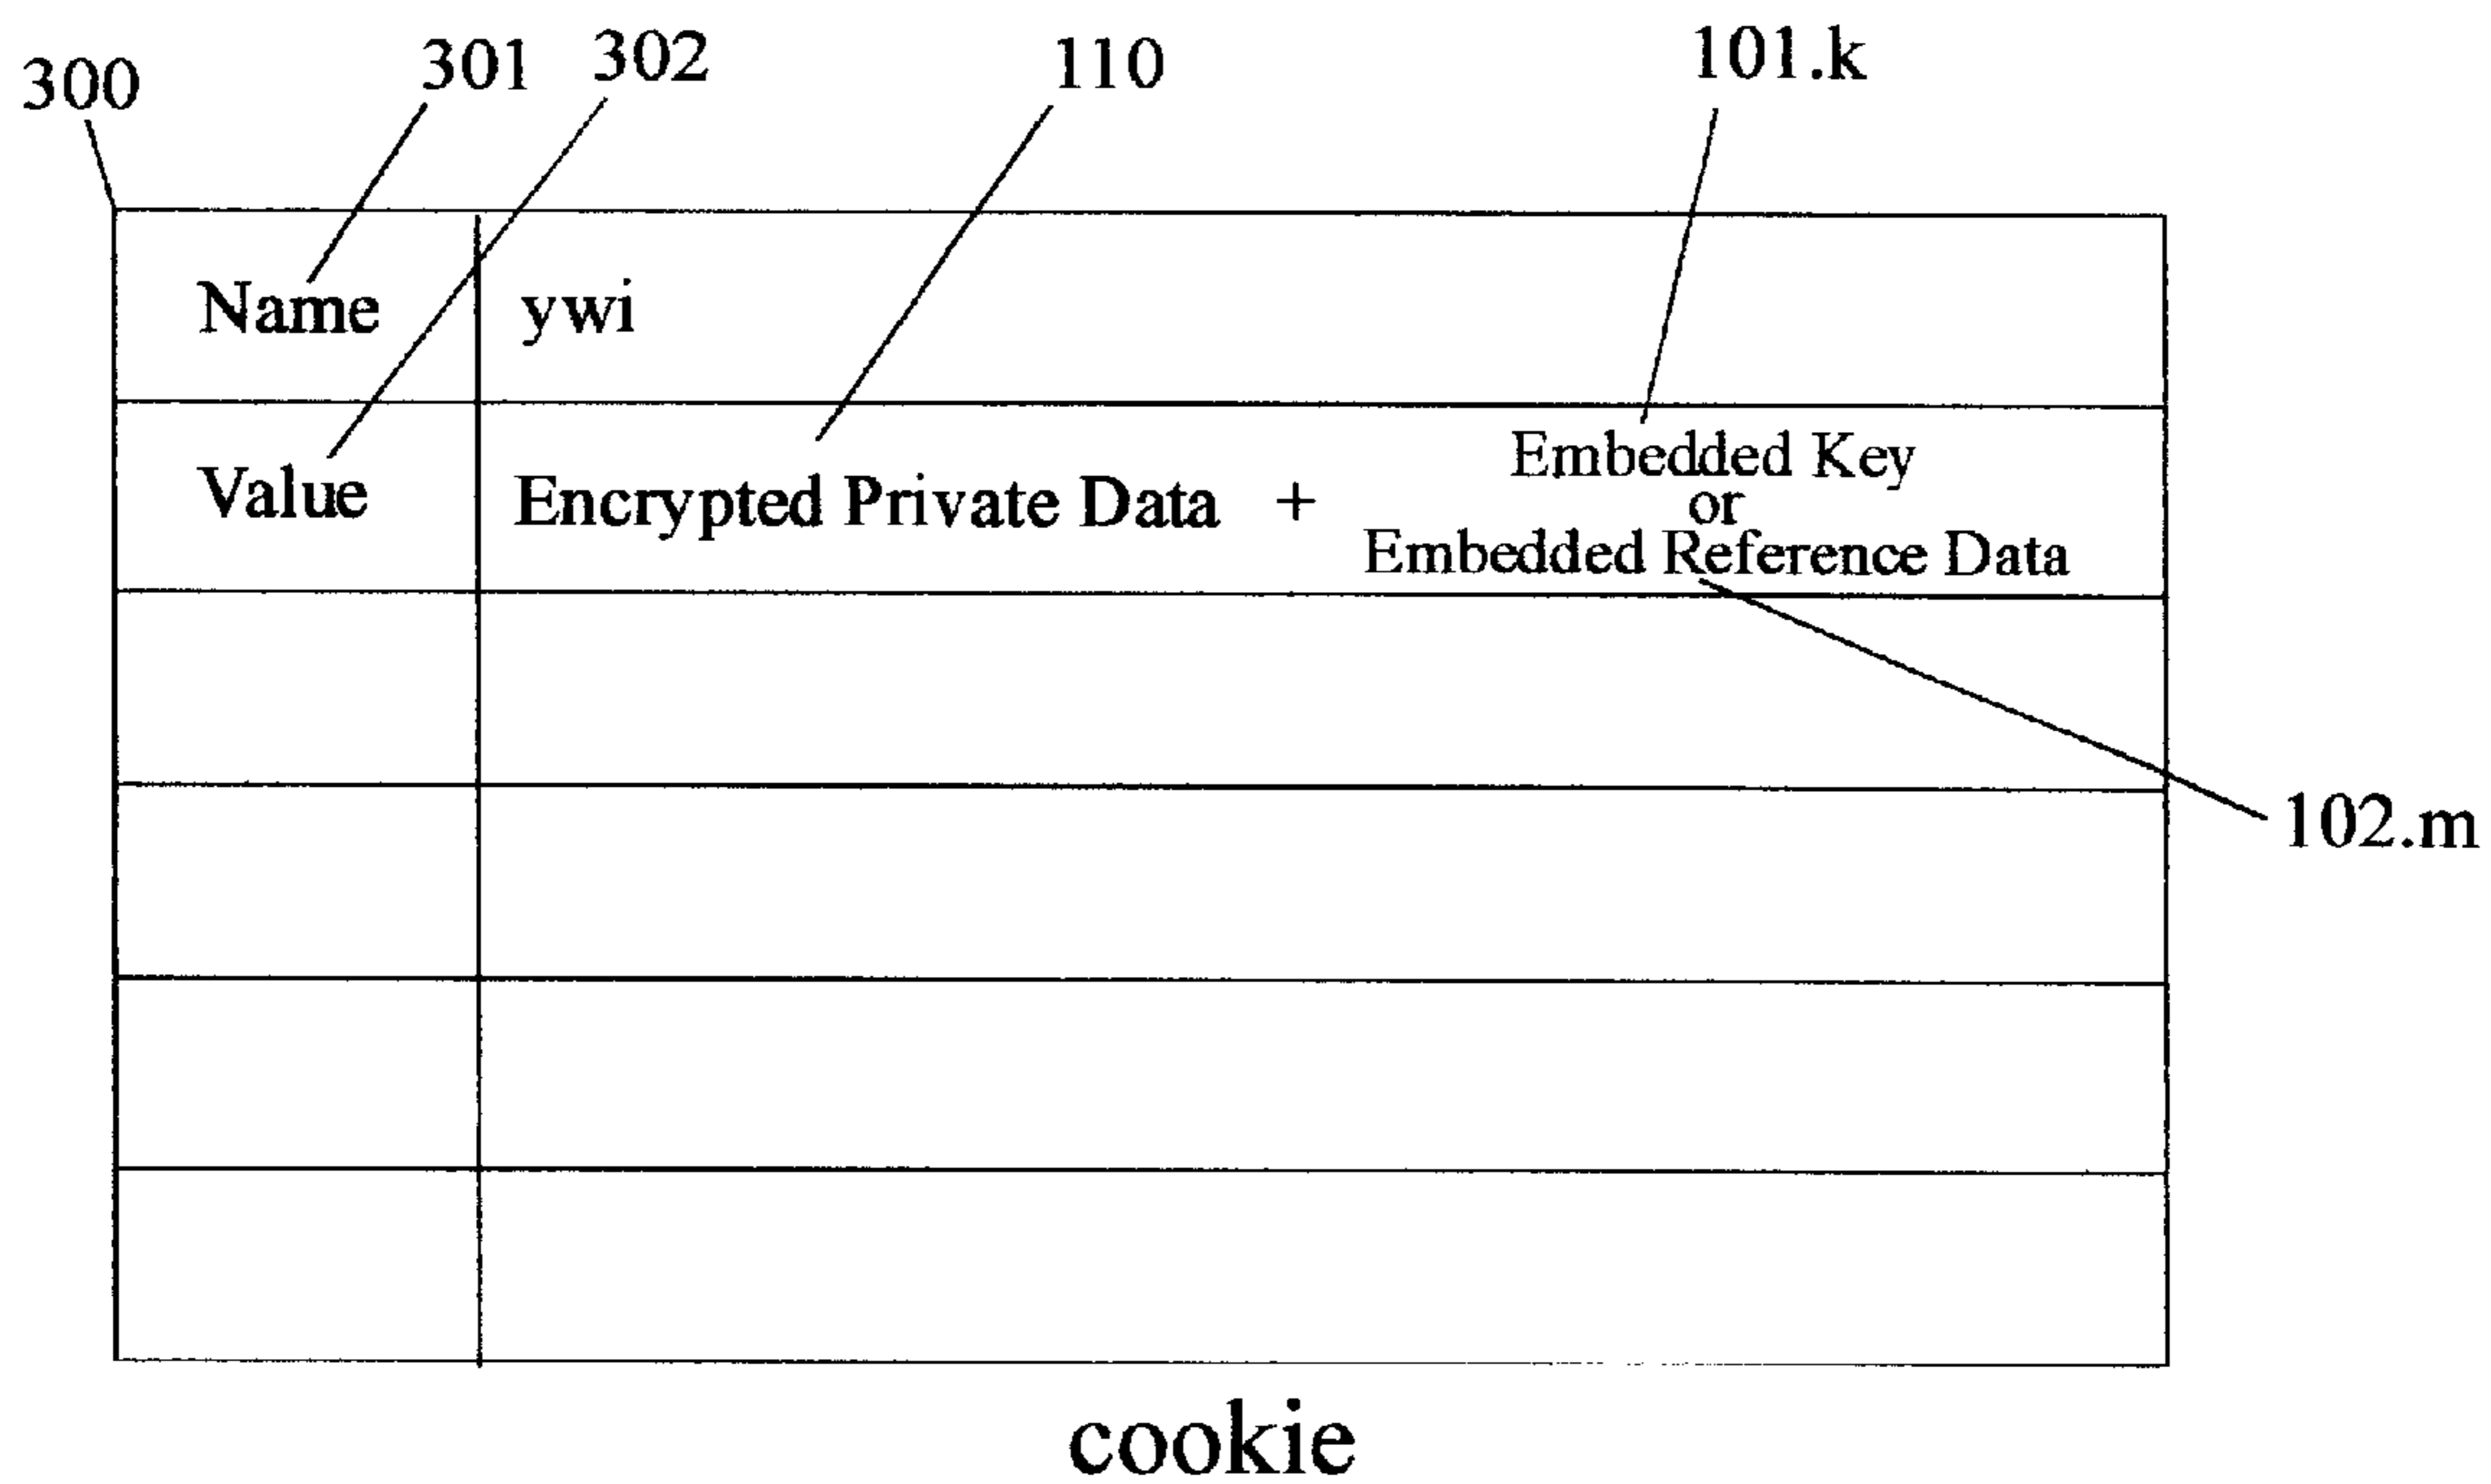 300 301 302 110 101.k
Name ywi
Embedded Key
Value Encrypted Private Data + or
Embedded Reference Data
102.m
cookie